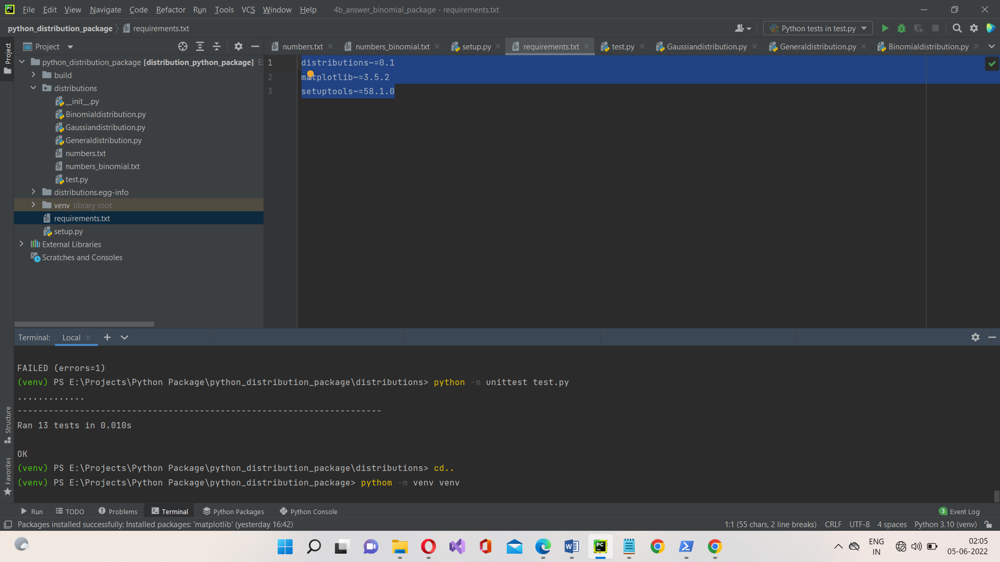 File Edit View Navigate Code Refactor Run Tools VCS Window Help 4b_answer_binomial_package - requirements.txt
python_distribution_package requirements.txt Python tests in test.py
Project
Project
numbers.txt numbers_binomial.txt setup.py requirements.txt test.py Gaussiandistribution.py Generaldistribution.py Binomialdistribution.py
python_distribution_package [distribution_python_package] E:
build
distributions
__init__.py
Binomialdistribution.py
Gaussiandistribution.py
Generaldistribution.py
numbers.txt
numbers_binomial.txt
test.py
distributions.egg-info
venv library root
requirements.txt
setup.py
External Libraries
Scratches and Consoles
1 distributions~=0.1
2 matplotlib~=3.5.2
3 setuptools~=58.1.0
Terminal: Local
FAILED (errors=1)
(venv) PS E:\Projects\Python Package\python_distribution_package\distributions> python -m unittest test.py
.............
----------------------------------------------------------------------
Ran 13 tests in 0.010s
OK
(venv) PS E:\Projects\Python Package\python_distribution_package\distributions> cd..
(venv) PS E:\Projects\Python Package\python_distribution_package> pythom -m venv venv
Structure
Favorites
Run TODO Problems Terminal Python Packages Python Console 3 Event Log
Packages installed successfully: Installed packages: 'matplotlib' (yesterday 16:42) 1:1 (55 chars, 2 line breaks) CRLF UTF-8 4 spaces Python 3.10 (venv)
PC
ENG
IN
02:05
05-06-2022